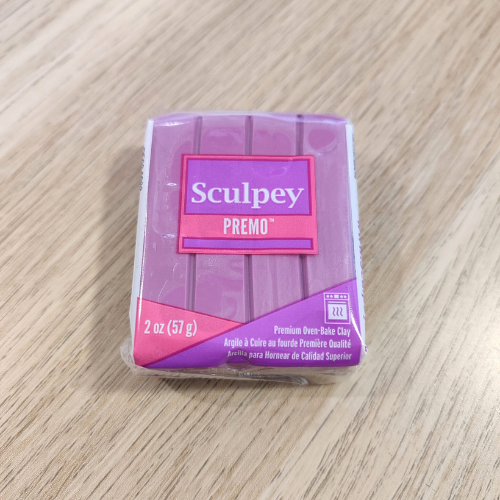 Sculpey
PREMO™
2 oz (57 g)
Premium Oven-Bake Clay
Argile à Cuire au fourde Première Qualité
Arcilla para Hornear de Calidad Superior